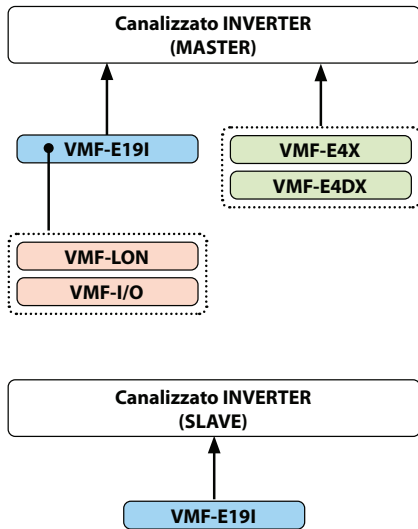 Canalizzato INVERTER
(MASTER)
VMF-E19I
VMF-E4X
VMF-E4DX
VMF-LON
VMF-I/O
Canalizzato INVERTER
(SLAVE)
VMF-E19I